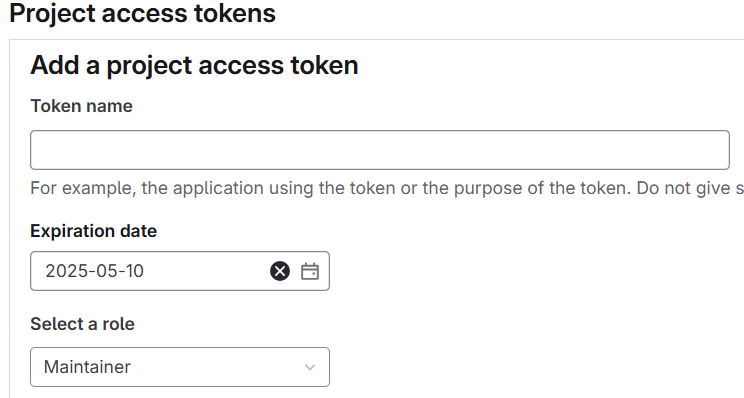 Project access tokens
Add a project access token
Token name
For example, the application using the token or the purpose of the token. Do not give
Expiration date
2025-05-10
Select a role
Maintainer